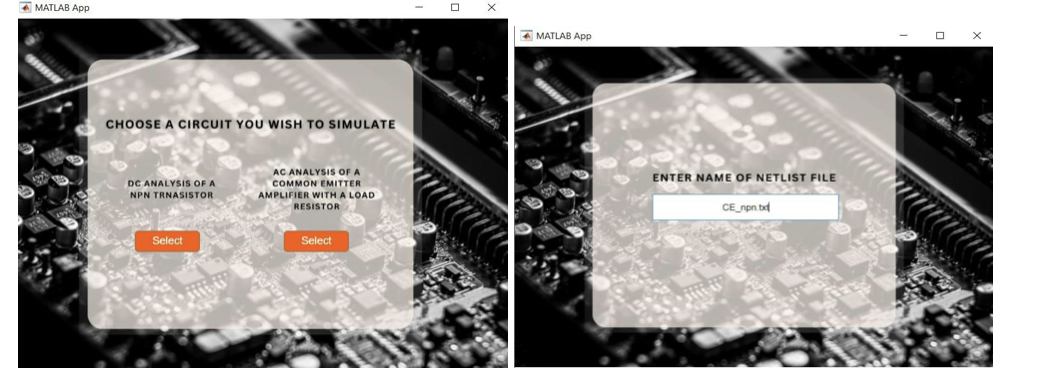 MATLAB App
CHOOSE A CIRCUIT YOU WISH TO SIMULATE
DC ANALYSIS OF A
NPN TRNASISTOR
Select
AC ANALYSIS OF A
COMMON EMITTER
AMPLIFIER WITH A LOAD
RESISTOR
Select
MATLAB App
ENTER NAME OF NETLIST FILE
CE_npn.txt